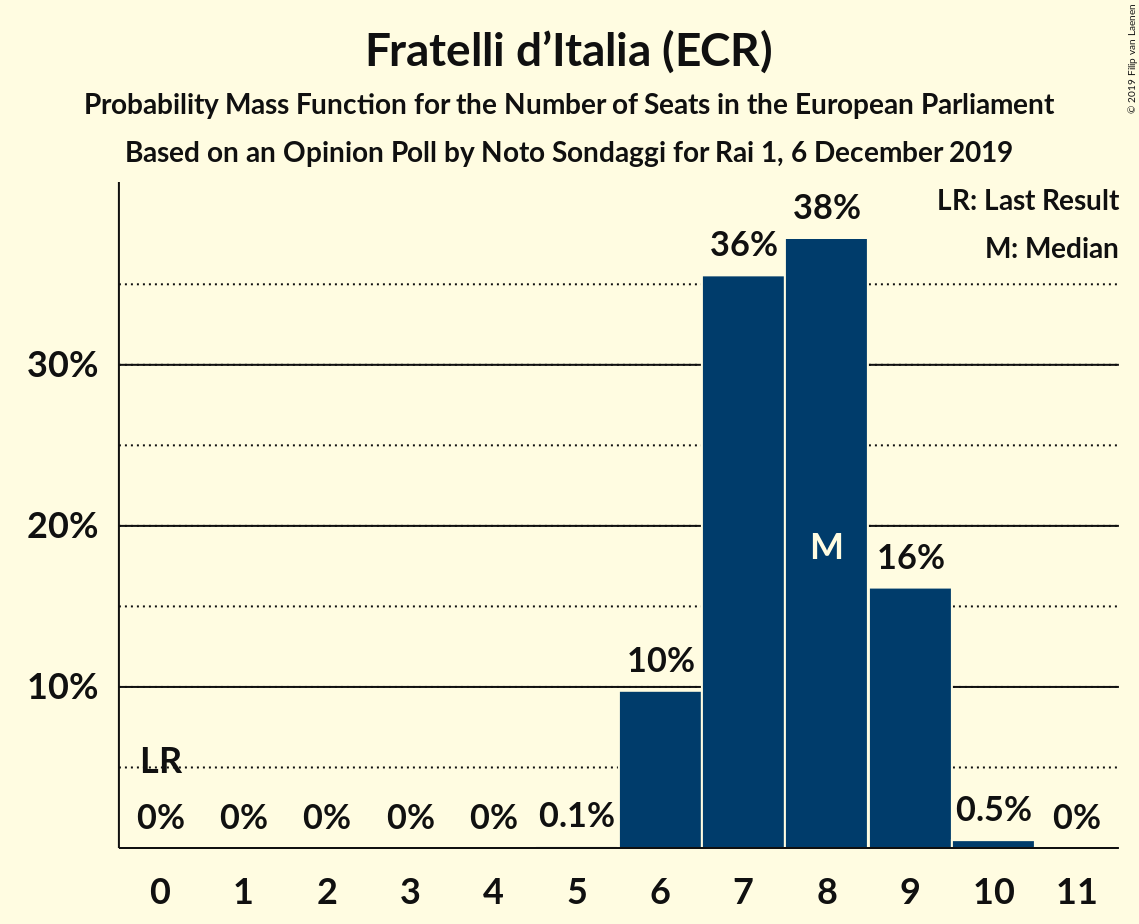 Fratelli d’Italia (ECR)
Probability Mass Function for the Number of Seats in the European Parliament
Based on an Opinion Poll by Noto Sondaggi for Rai 1, 6 December 2019
© 2019 Filip van Laenen
LR: Last Result
M: Median
38%
36%
30%
20%
M
16%
10%
10%
LR
0% 0% 0% 0% 0% 0.1% 0.5% 0%
0 1 2 3 4 5 6 7 8 9 10 11